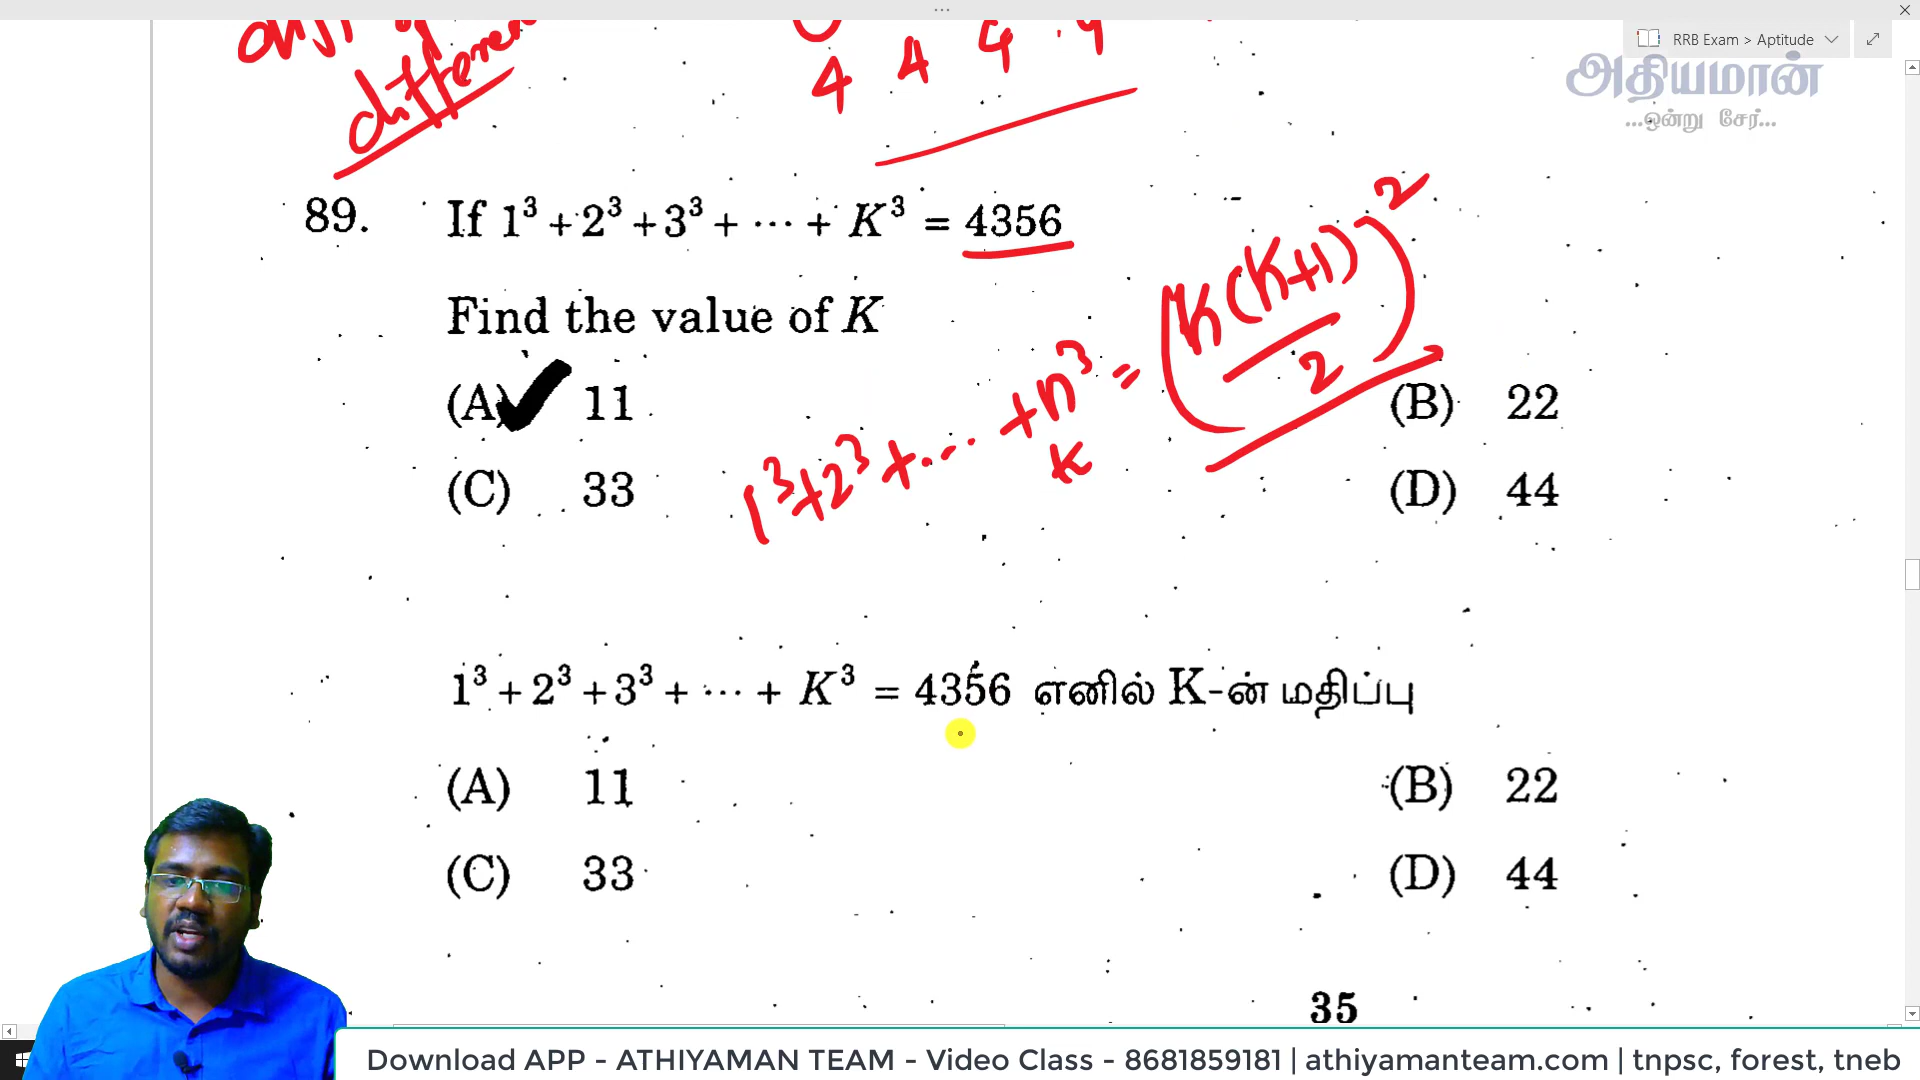 RRB Exam > Aptitude
அதியமான்
...ஒன்று சேர்...
different
4 4 4 . 4
89. If 1³ + 2³ + 3³ + ⋯ + K³ = 4356
Find the value of K
(A) 11
(B) 22
(C) 33
(D) 44
1³+2³+.... +n³ = (K(K+1)/2)²
K
1³ + 2³ + 3³ + ⋯ + K³ = 4356 எனில் K-ன் மதிப்பு
(A) 11
(B) 22
(C) 33
(D) 44
35
Download APP - ATHIYAMAN TEAM - Video Class - 8681859181 | athiyamanteam.com | tnpsc, forest, tneb